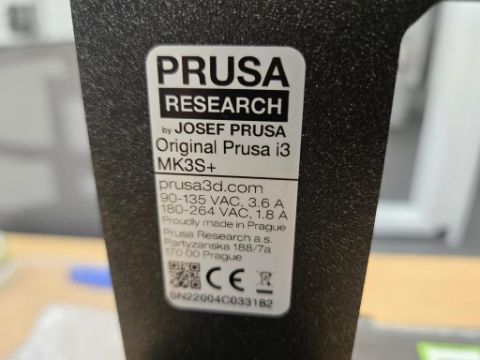 PRUSA
RESEARCH
by JOSEF PRUSA
Original Prusa i3
MK3S+
prusa3d.com
90-135 VAC, 3.6 A
180-264 VAC, 1.8 A
Proudly made in Prague
Prusa Research a.s.
Partyzanska 188/7a
170 00 Prague
CE
SN22004C033182